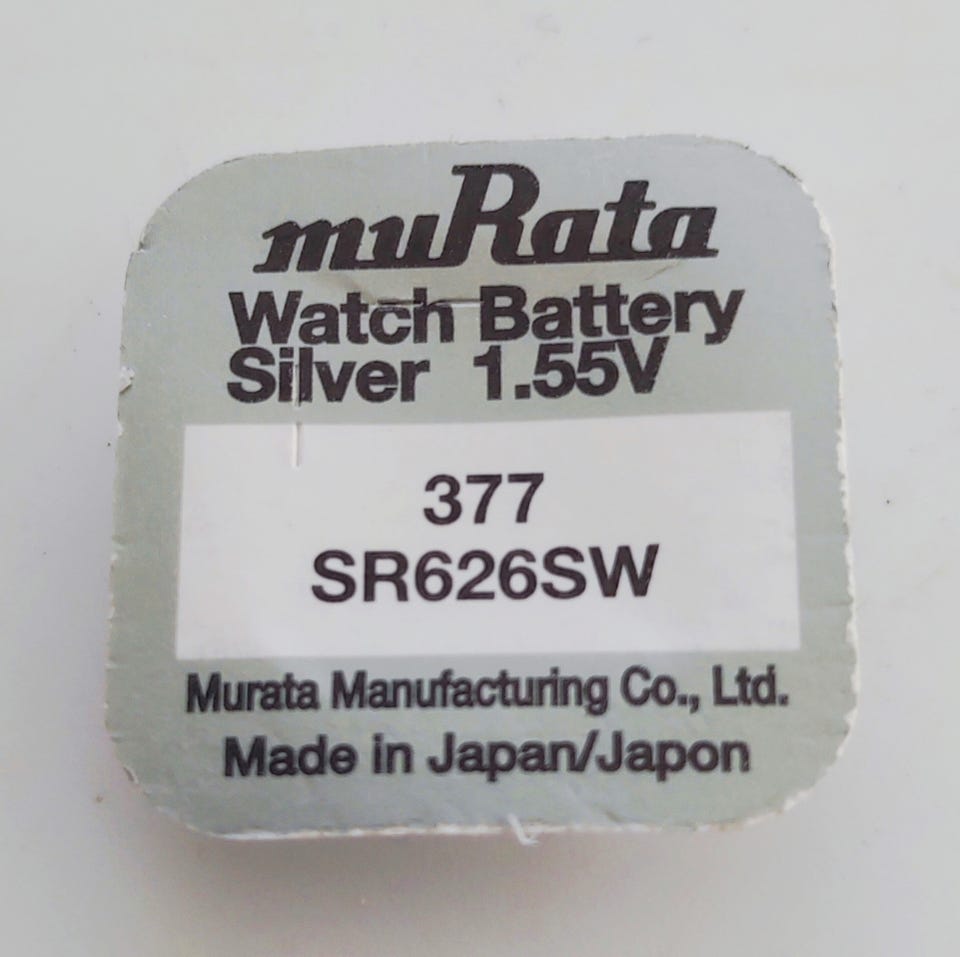 muRata
Watch Battery
Silver 1.55V
377
SR626SW
Murata Manufacturing Co., Ltd.
Made in Japan/Japon